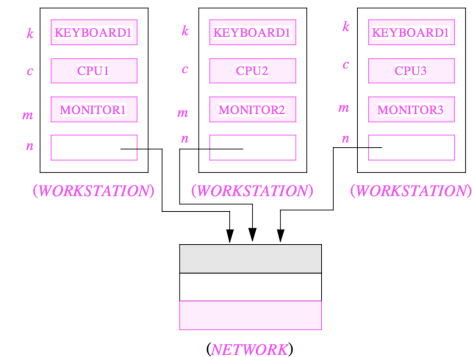 k KEYBOARD1 k KEYBOARD1 k KEYBOARD1
c CPU1 c CPU2 c CPU3
m MONITOR1 m MONITOR2 m MONITOR3
n n n
(WORKSTATION) (WORKSTATION) (WORKSTATION)
(NETWORK)